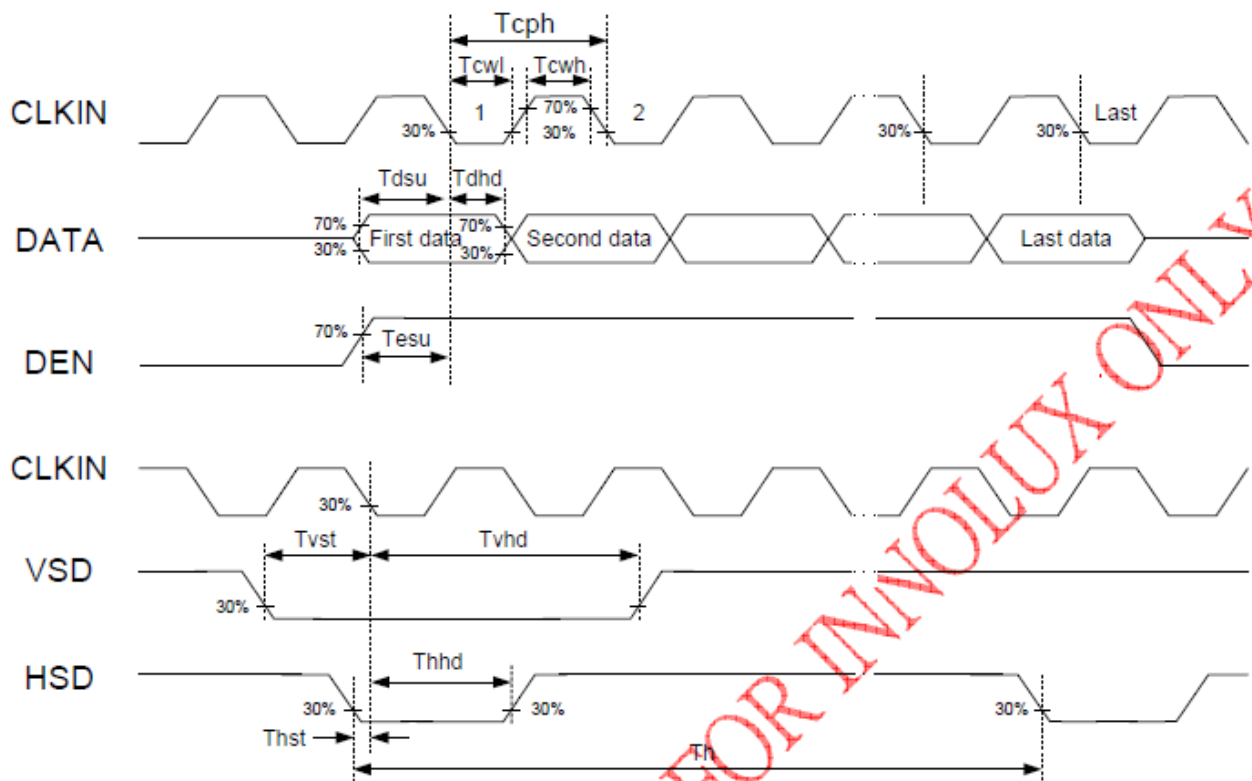 Tcph
Tcwl Tcwh
CLKIN
1 70% 2 Last
30% 30% 30% 30%
Tdsu Tdhd
DATA
70% 70%
First data Second data Last data
30% 30%
DEN
70% Tesu
CLKIN
30%
Tvst Tvhd
VSD
30%
HSD
Thhd
30% 30% 30%
Thst
Th
FOR INNOLUX ONLY